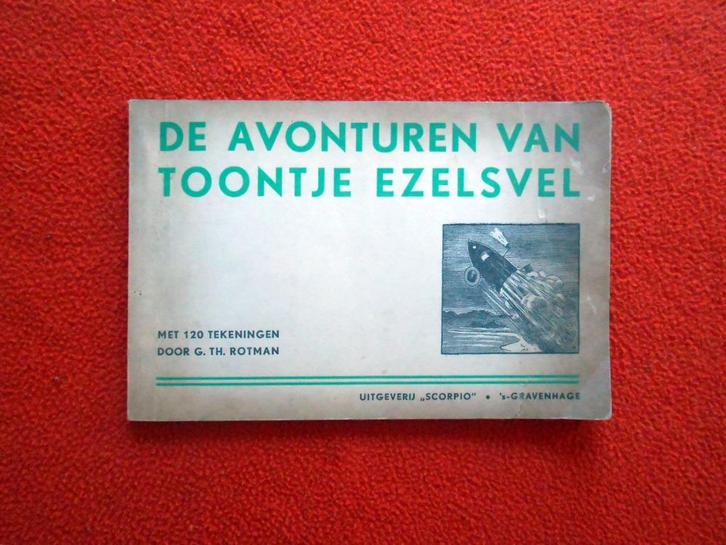 DE AVONTUREN VAN
TOONTJE EZELSVEL
MET 120 TEKENINGEN
DOOR G. TH. ROTMAN
UITGEVERIJ „SCORPIO" • 's-GRAVENHAGE